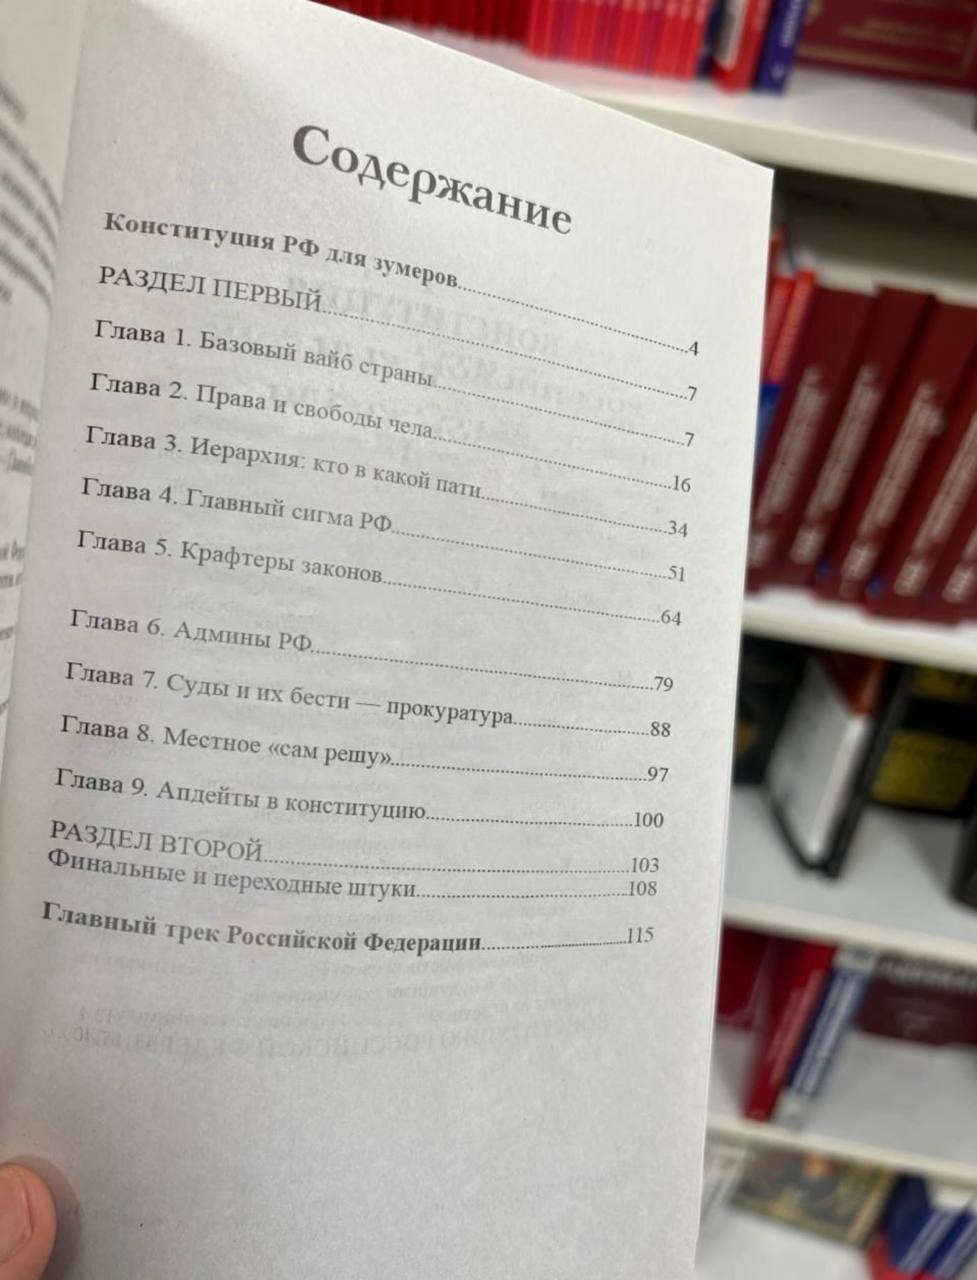 Содержание
Конституция РФ для зумеров 4
РАЗДЕЛ ПЕРВЫЙ 7
Глава 1. Базовый вайб страны 7
Глава 2. Права и свободы чела 16
Глава 3. Иерархия: кто в какой пати 34
Глава 4. Главный сигма РФ 51
Глава 5. Крафтеры законов 64
Глава 6. Админы РФ 79
Глава 7. Суды и их бести — прокуратура 88
Глава 8. Местное «сам решу» 97
Глава 9. Апдейты в конституцию 100
РАЗДЕЛ ВТОРОЙ 103
Финальные и переходные штуки 108
Главный трек Российской Федерации 115